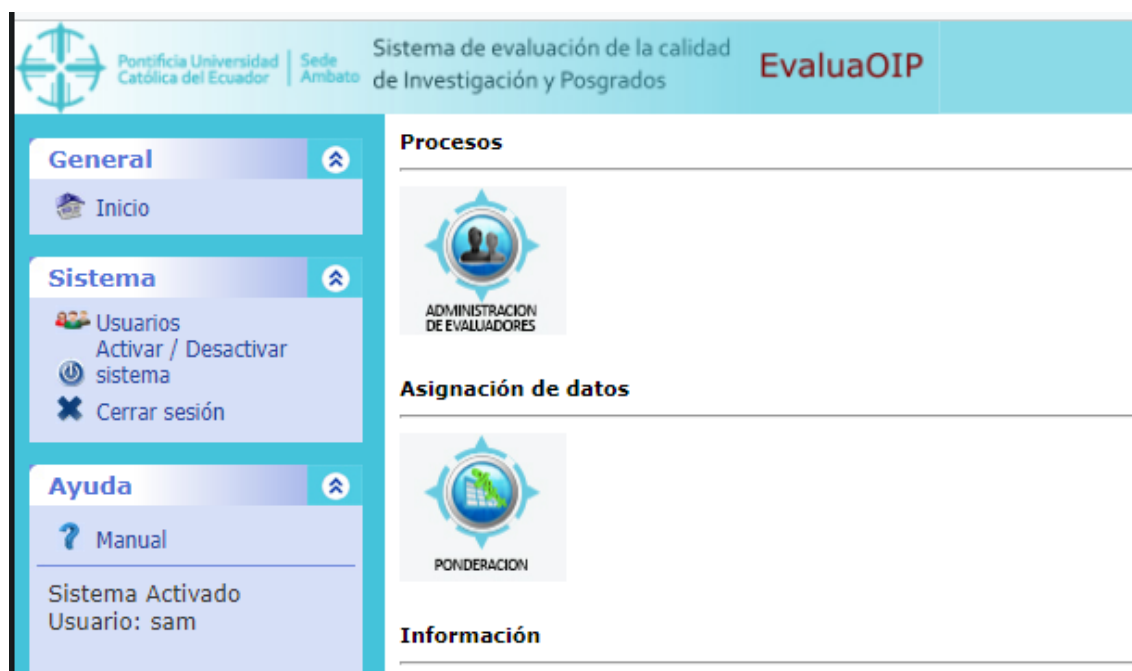 Pontificia Universidad
Católica del Ecuador
Sede
Ambato
Sistema de evaluación de la calidad
de Investigación y Posgrados
EvaluaOIP
General
Inicio
Sistema
Usuarios
Activar / Desactivar
sistema
Cerrar sesión
Ayuda
Manual
Sistema Activado
Usuario: sam
Procesos
ADMINISTRACION
DE EVALUADORES
Asignación de datos
PONDERACION
Información